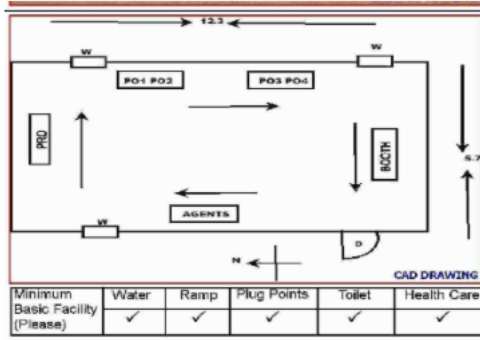 12.3
W
W
PO1 PO2
PO3 PO4
PRO
BOOTH
5.7
AGENTS
W
D
N
CAD DRAWING
Minimum Basic Facility (Please)
Water
Ramp
Plug Points
Toilet
Health Care
✓
✓
✓
✓
✓